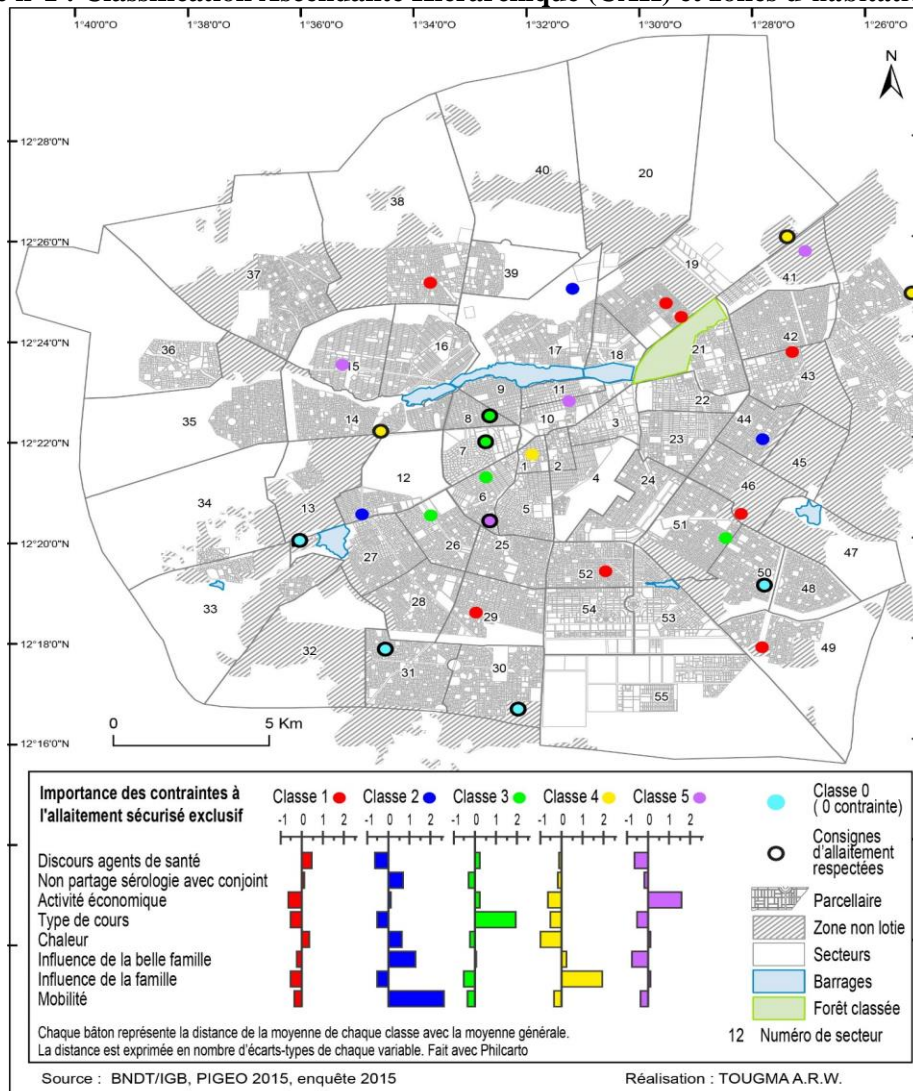 1°40'0"O 1°38'0"O 1°36'0"O 1°34'0"O 1°32'0"O 1°30'0"O 1°28'0"O 1°26'0"O
N
12°28'0"N
12°26'0"N
12°24'0"N
12°22'0"N
12°20'0"N
12°18'0"N
12°16'0"N
40
20
38
19
37
39
41
42
36
15
16
17
18
21
43
9
11
22
35
14
8
10
3
44
7
23
45
12
1
2
4
24
46
34
6
13
5
51
47
27
26
25
52
50
48
33
28
29
54
53
32
49
31
30
55
0 5 Km
Importance des contraintes à
l'allaitement sécurisé exclusif
Classe 1 Classe 2 Classe 3 Classe 4 Classe 5
-1 0 1 2 -1 0 1 2 -1 0 1 2 -1 0 1 2 -1 0 1 2
Discours agents de santé
Non partage sérologie avec conjoint
Activité économique
Type de cours
Chaleur
Influence de la belle famille
Influence de la famille
Mobilité
Chaque bâton représente la distance de la moyenne de chaque classe avec la moyenne générale.
La distance est exprimée en nombre d'écarts-types de chaque variable. Fait avec Philcarto
Classe 0
( 0 contrainte)
Consignes
d'allaitement
respectées
Parcellaire
Zone non lotie
Secteurs
Barrages
Forêt classée
12 Numéro de secteur
Source : BNDT/IGB, PIGEO 2015, enquête 2015
Réalisation : TOUGMA A.R.W.